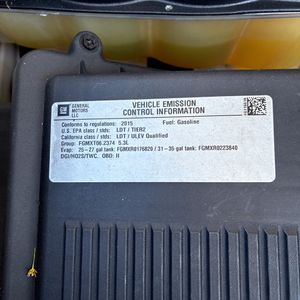 GM
GENERAL
MOTORS
LLC
VEHICLE EMISSION
CONTROL INFORMATION
Conforms to regulations: 2015 Fuel: Gasoline
U.S. EPA class / stds: LDT / TIER2
California class / stds: LDT / ULEV Qualified
Group: FGMXT06.2374 5.3L
Evap: 25-27 gal tank: FGMXR0176820 / 31-35 gal tank: FGMXR0223840
DGI/HO2S/TWC, OBD: II